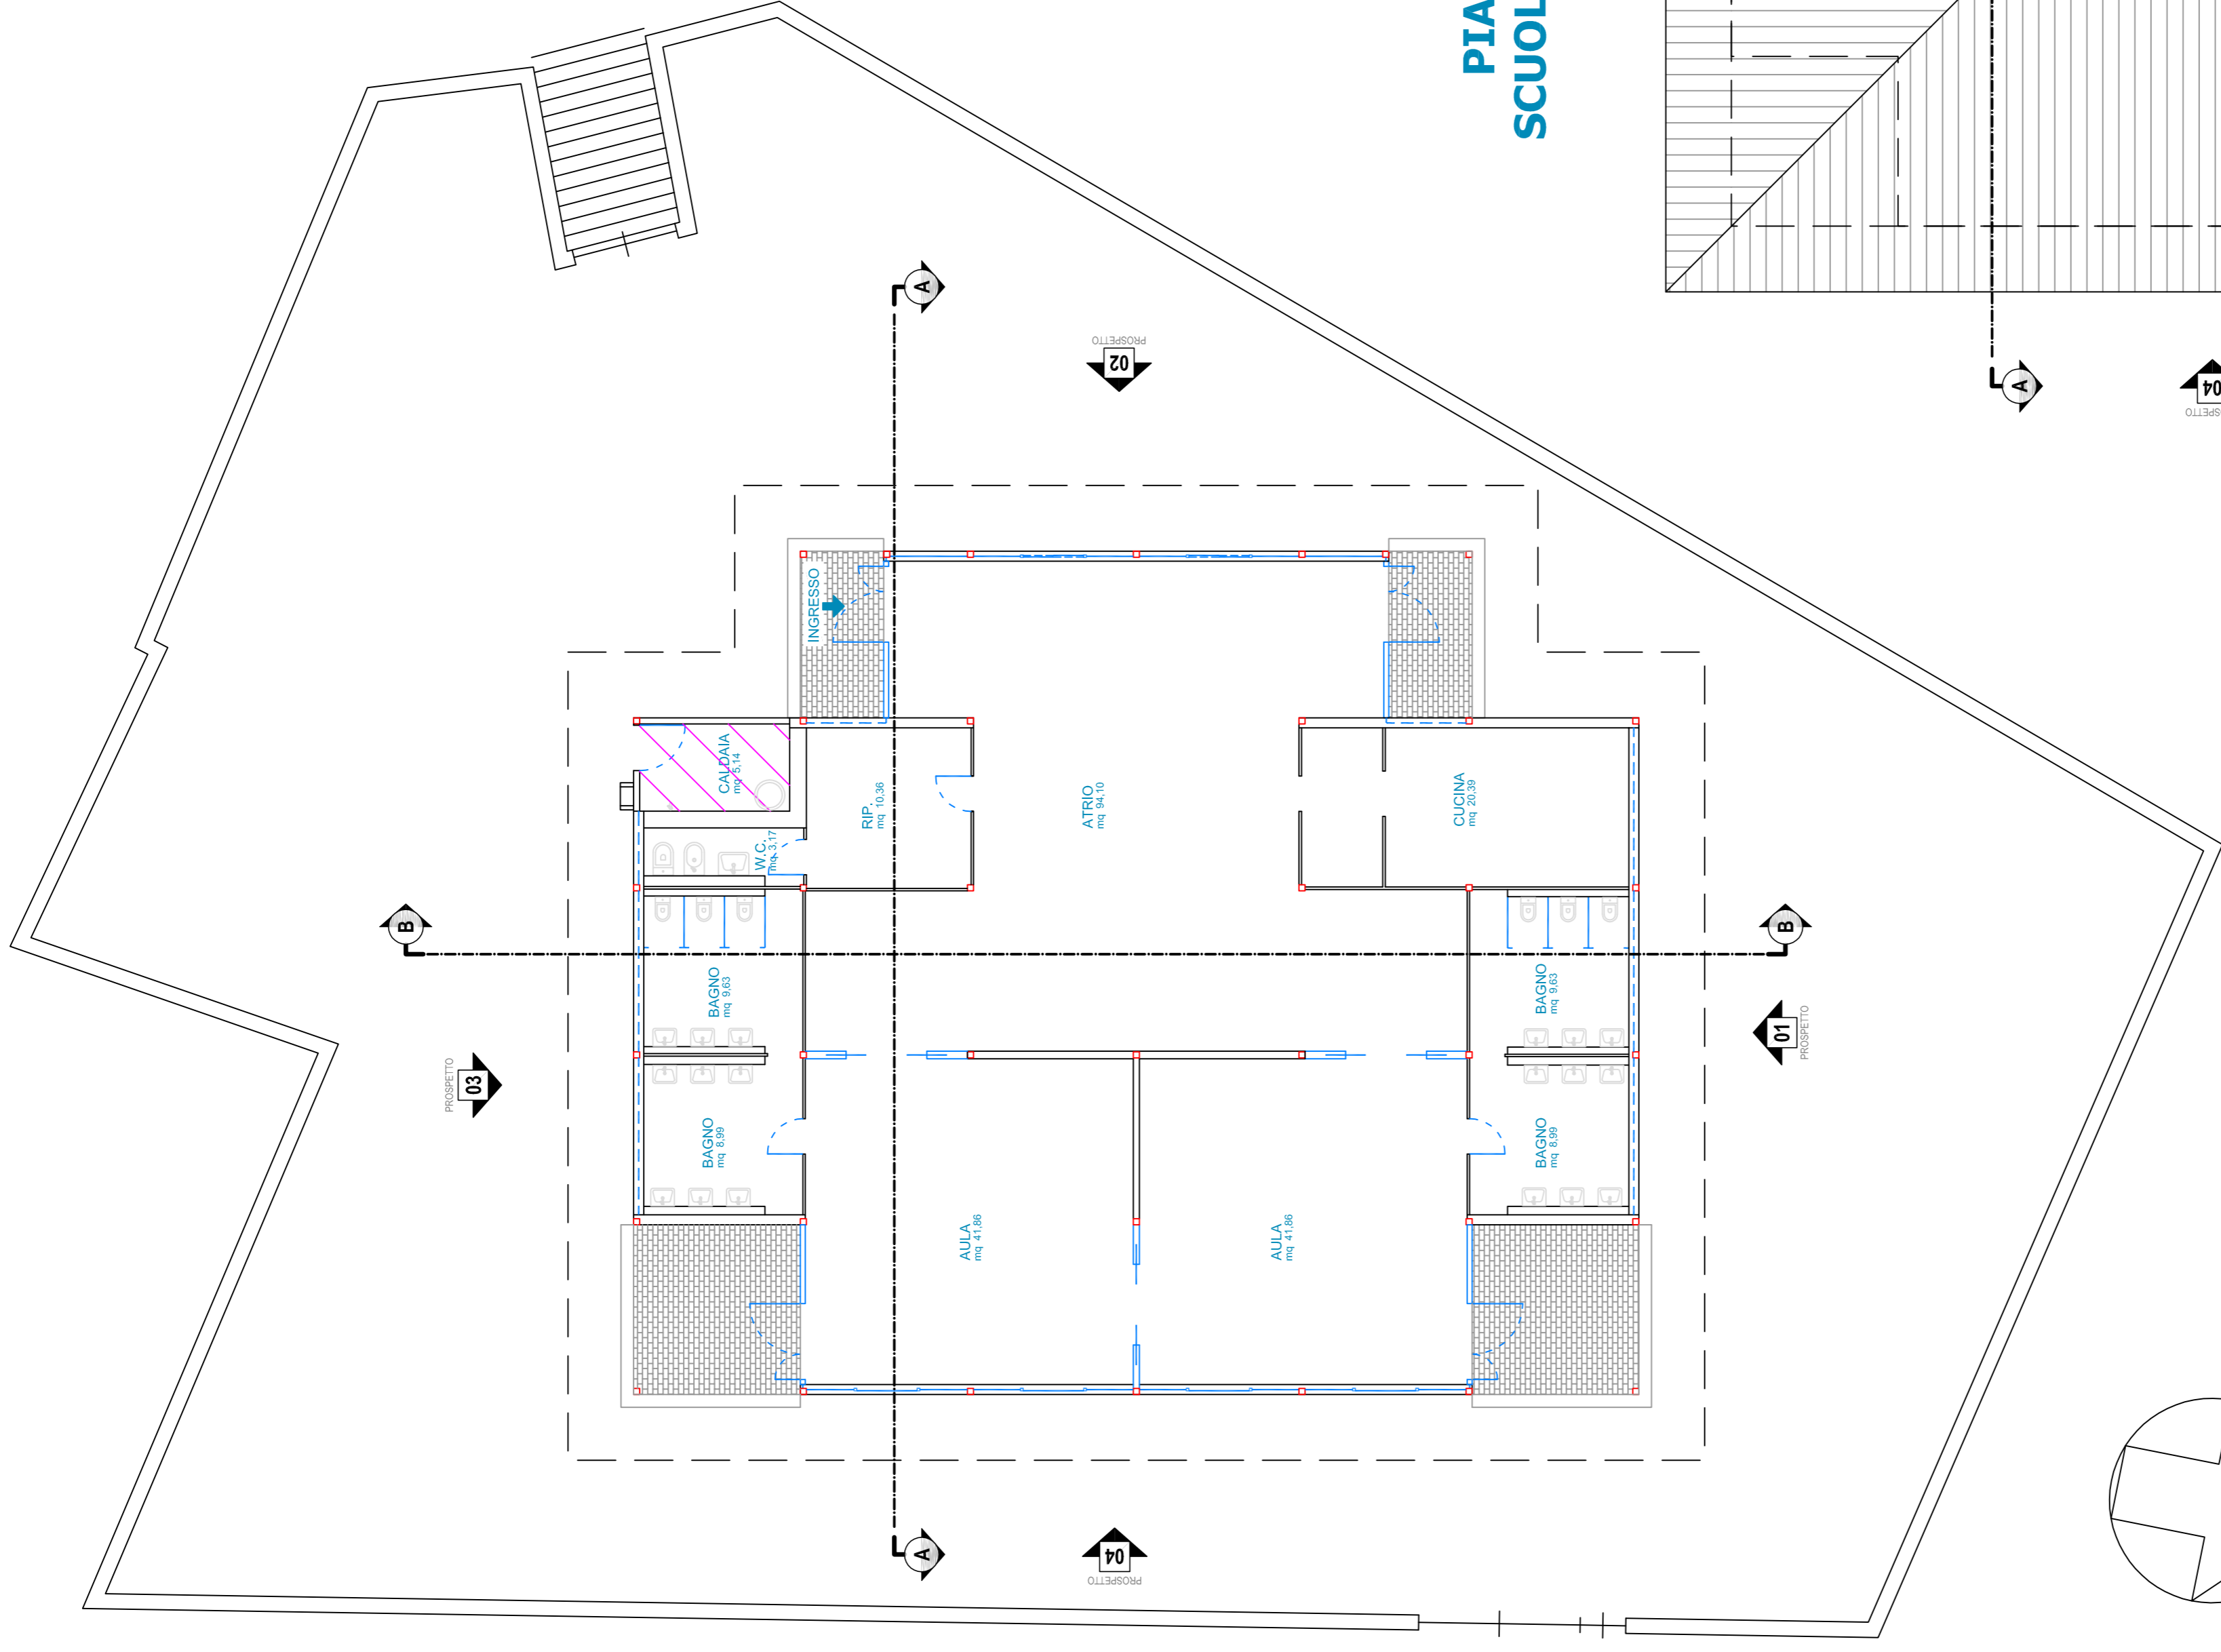 PIA
SCUOL
A
PROSPETTO
02
A
PROSPETTO
04
INGRESSO
CALDAIA
mq 5,14
RIP.
mq 10,36
ATRIO
mq 94,10
CUCINA
mq 20,39
W.C.
mq 3,17
B
B
BAGNO
mq 9,63
BAGNO
mq 9,63
PROSPETTO
03
01
PROSPETTO
BAGNO
mq 8,99
BAGNO
mq 8,99
AULA
mq 41,86
AULA
mq 41,86
A
04
PROSPETTO